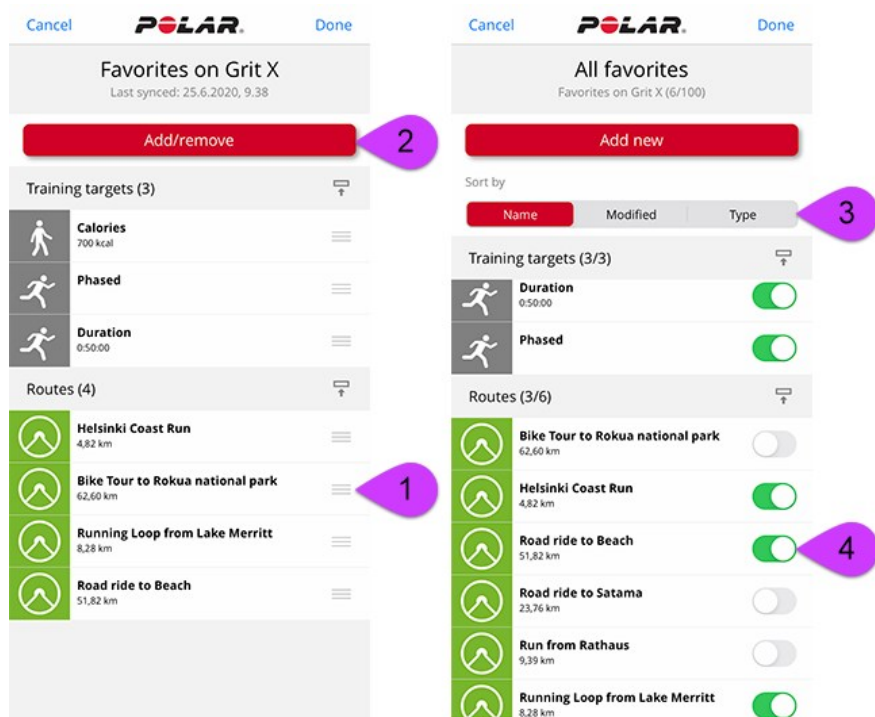 Cancel
POLAR.
Done
Favorites on Grit X
Last synced: 25.6.2020, 9.38
Add/remove
2
Training targets (3)
Calories
700 kcal
Phased
Duration
0:50:00
Routes (4)
Helsinki Coast Run
4,82 km
Bike Tour to Rokua national park
62,60 km
1
Running Loop from Lake Merritt
8,28 km
Road ride to Beach
51,82 km
Cancel
POLAR.
Done
All favorites
Favorites on Grit X (6/100)
Add new
Sort by
Name Modified Type
3
Training targets (3/3)
Duration
0:50:00
Phased
Routes (3/6)
Bike Tour to Rokua national park
62,60 km
Helsinki Coast Run
4,82 km
Road ride to Beach
51,82 km
4
Road ride to Satama
23,76 km
Run from Rathaus
9,39 km
Running Loop from Lake Merritt
8,28 km